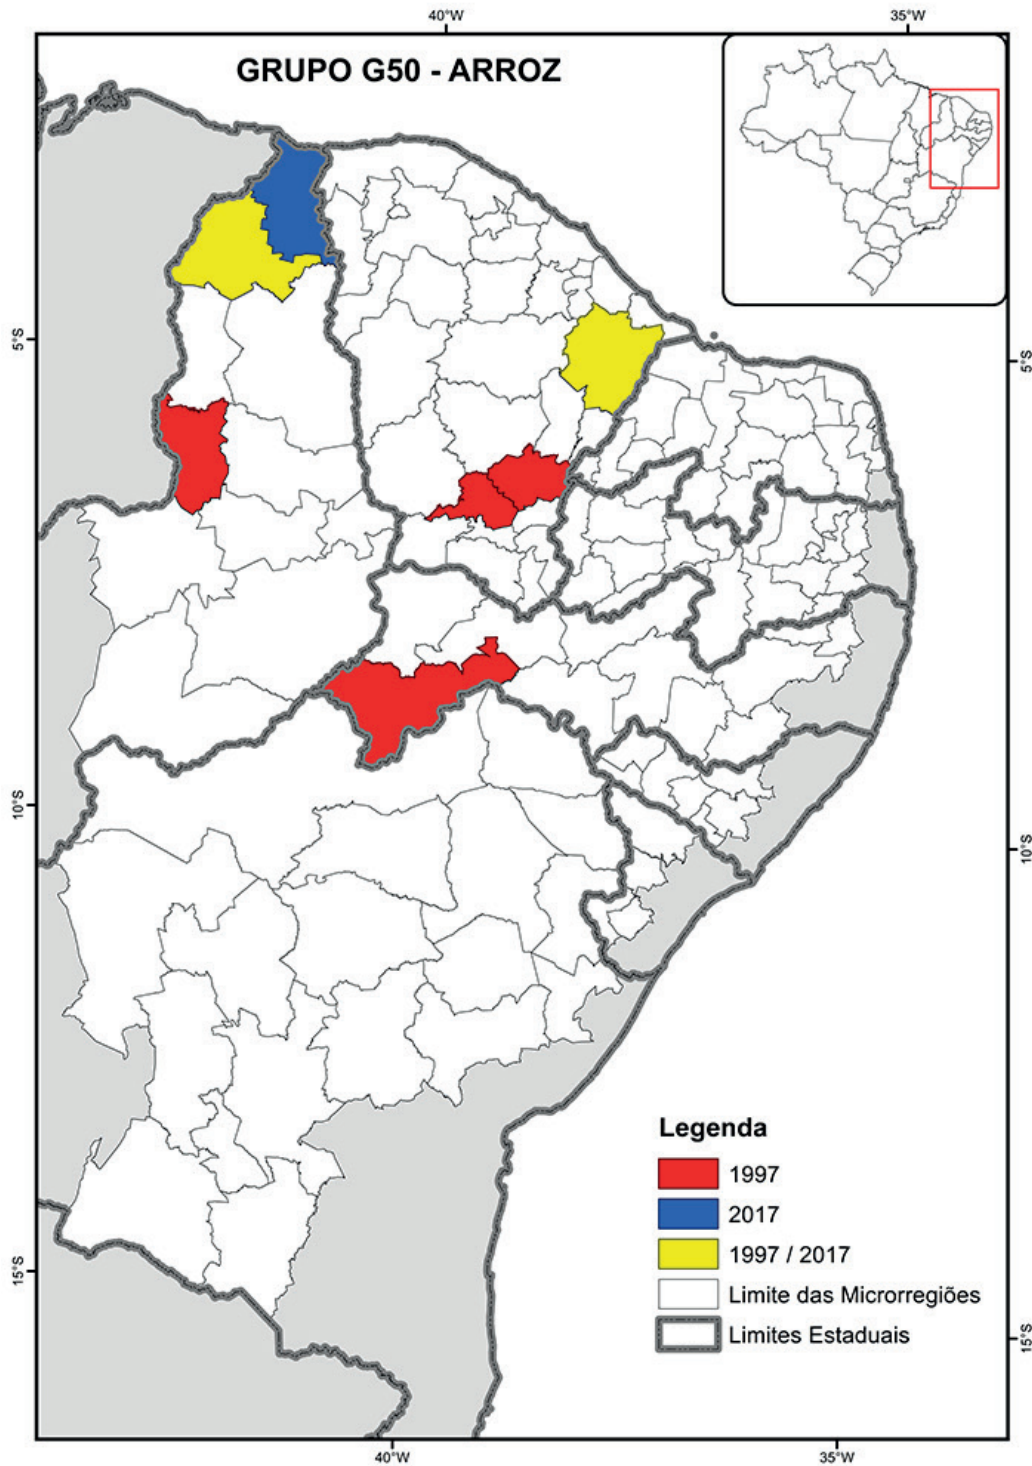 40°W
35°W
GRUPO G50 - ARROZ
5°S
5°S
10°S
10°S
Legenda
1997
2017
1997 / 2017
Limite das Microrregiões
Limites Estaduais
15°S
15°S
40°W
35°W